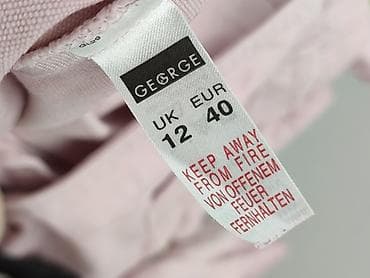 GEORGE
UK EUR
12 40
KEEP AWAY
FROM FIRE
VON OFFENEM
FEUER
FERNHALTEN